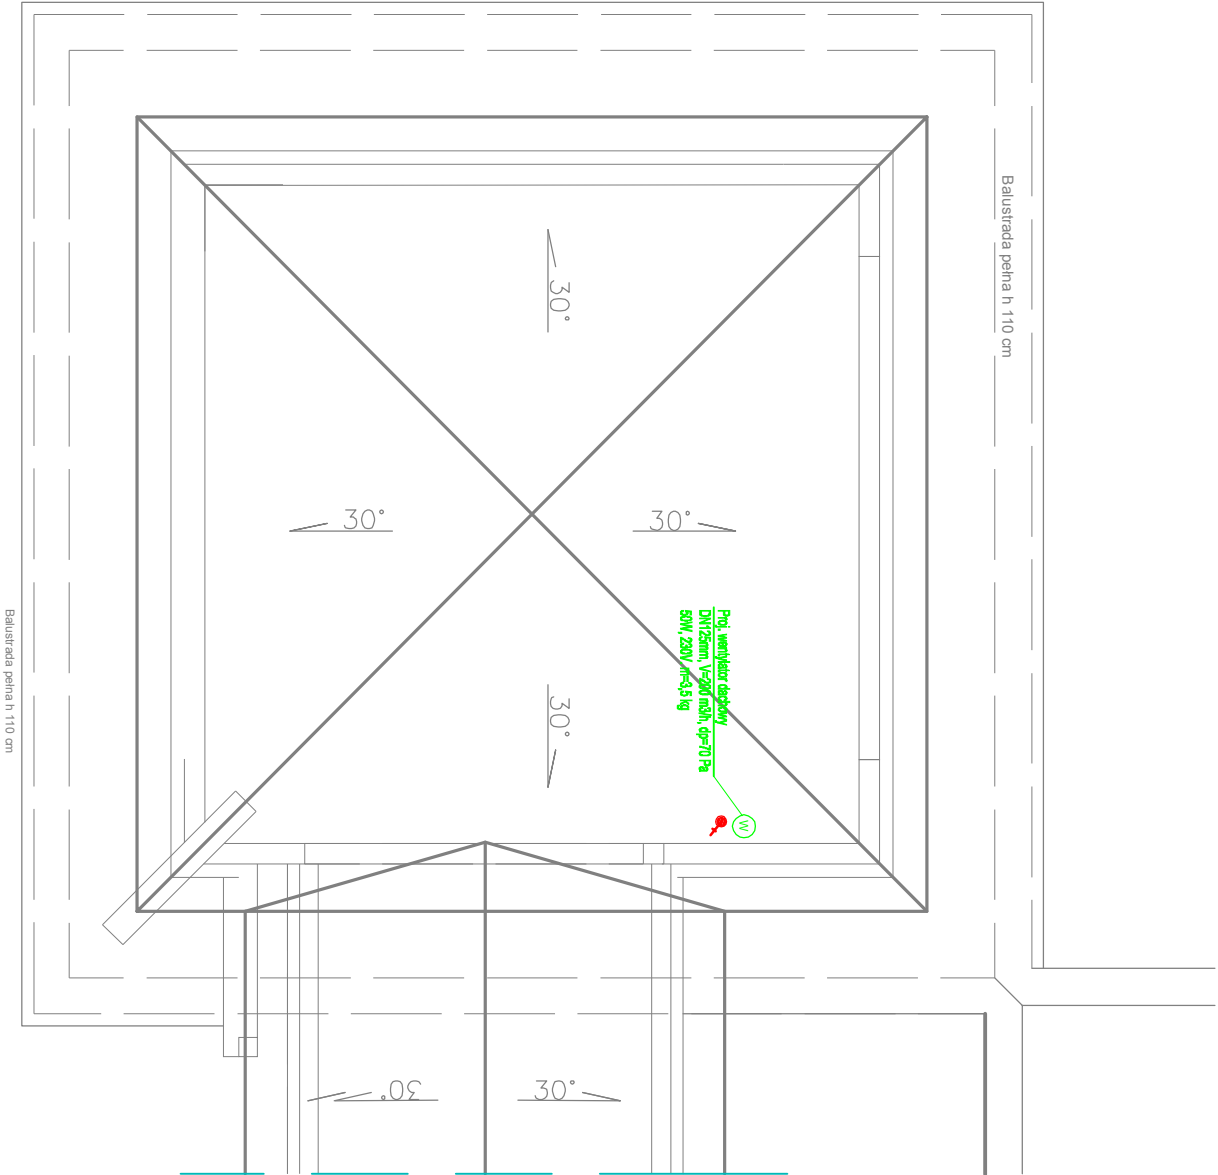 Balustrada pełna h 110 cm
30°
30°
30°
Proj. wentylator dachowy
DN125mm, V=280 m3/h, dp=70 Pa
50W, 230V, m=3,5 kg
30°
W
Balustrada pełna h 110 cm
30°
30°